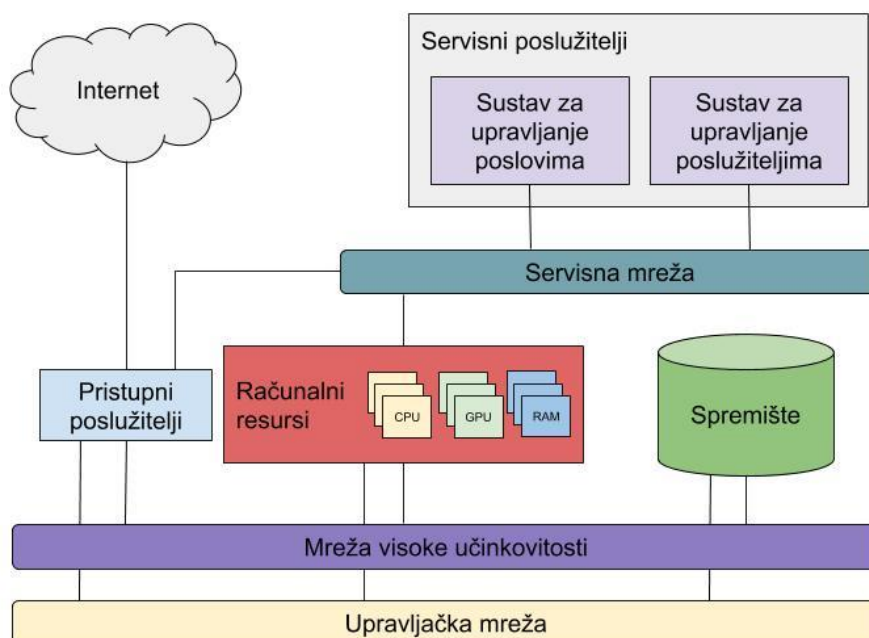 Internet
Servisni poslužitelji
Sustav za
upravljanje
poslovima
Sustav za
upravljanje
poslužiteljima
Servisna mreža
Pristupni
poslužitelji
Računalni
resursi
CPU
GPU
RAM
Spremište
Mreža visoke učinkovitosti
Upravljačka mreža